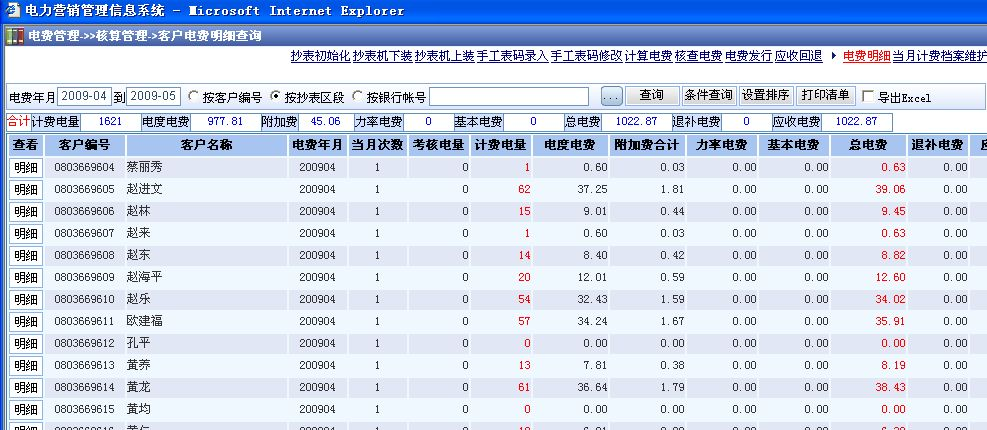 电力营销管理信息系统 - Microsoft Internet Explorer
电费管理->>核算管理->客户电费明细查询
抄表初始化 抄表机下装 抄表机上装 手工表码录入 手工表码修改 计算电费 核查电费 电费发行 应收回退 电费明细 当月计费档案维护
电费年月 2009-04 到 2009-05 按客户编号 按抄表区段 按银行帐号 ... 查询 条件查询 设置排序 打印清单 导出Excel
合计 计费电量 1621 电度电费 977.81 附加费 45.06 力率电费 0 基本电费 0 总电费 1022.87 退补电费 0 应收电费 1022.87
查看 客户编号 客户名称 电费年月 当月次数 考核电量 计费电量 电度电费 附加费合计 力率电费 基本电费 总电费 退补电费
明细 0803669604 蔡丽秀 200904 1 0 1 0.60 0.03 0.00 0.00 0.63 0.00
明细 0803669605 赵进文 200904 1 0 62 37.25 1.81 0.00 0.00 39.06 0.00
明细 0803669606 赵林 200904 1 0 15 9.01 0.44 0.00 0.00 9.45 0.00
明细 0803669607 赵来 200904 1 0 1 0.60 0.03 0.00 0.00 0.63 0.00
明细 0803669608 赵东 200904 1 0 14 8.40 0.42 0.00 0.00 8.82 0.00
明细 0803669609 赵海平 200904 1 0 20 12.01 0.59 0.00 0.00 12.60 0.00
明细 0803669610 赵乐 200904 1 0 54 32.43 1.59 0.00 0.00 34.02 0.00
明细 0803669611 欧建福 200904 1 0 57 34.24 1.67 0.00 0.00 35.91 0.00
明细 0803669612 孔平 200904 1 0 0 0.00 0.00 0.00 0.00 0.00 0.00
明细 0803669613 黄养 200904 1 0 13 7.81 0.38 0.00 0.00 8.19 0.00
明细 0803669614 黄龙 200904 1 0 61 36.64 1.79 0.00 0.00 38.43 0.00
明细 0803669615 黄均 200904 1 0 0 0.00 0.00 0.00 0.00 0.00 0.00